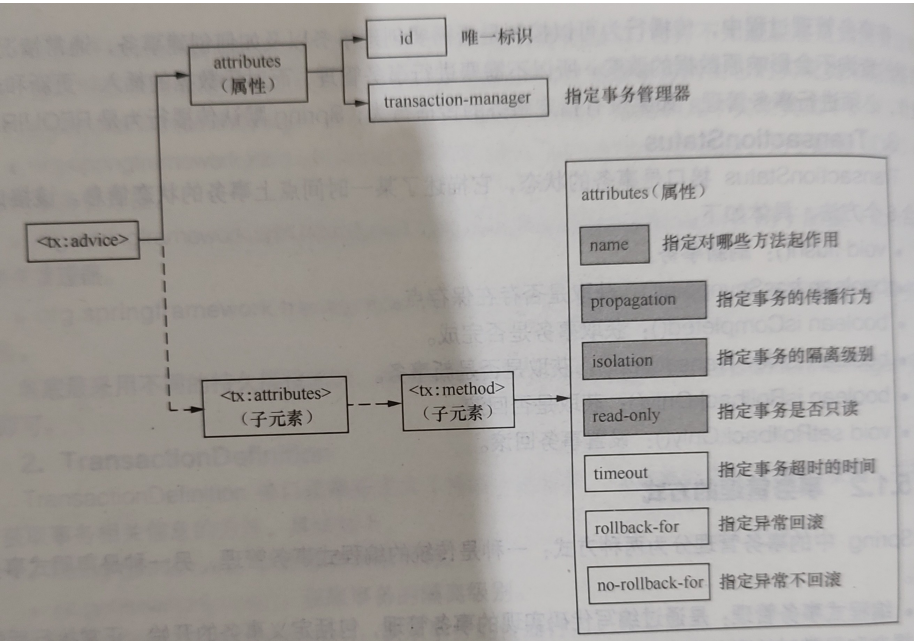 attributes
（属性）
id
唯一标识
transaction-manager
指定事务管理器
<tx:advice>
<tx:attributes>
（子元素）
<tx:method>
（子元素）
attributes（属性）
name
指定对哪些方法起作用
propagation
指定事务的传播行为
isolation
指定事务的隔离级别
read-only
指定事务是否只读
timeout
指定事务超时的时间
rollback-for
指定异常回滚
no-rollback-for
指定异常不回滚